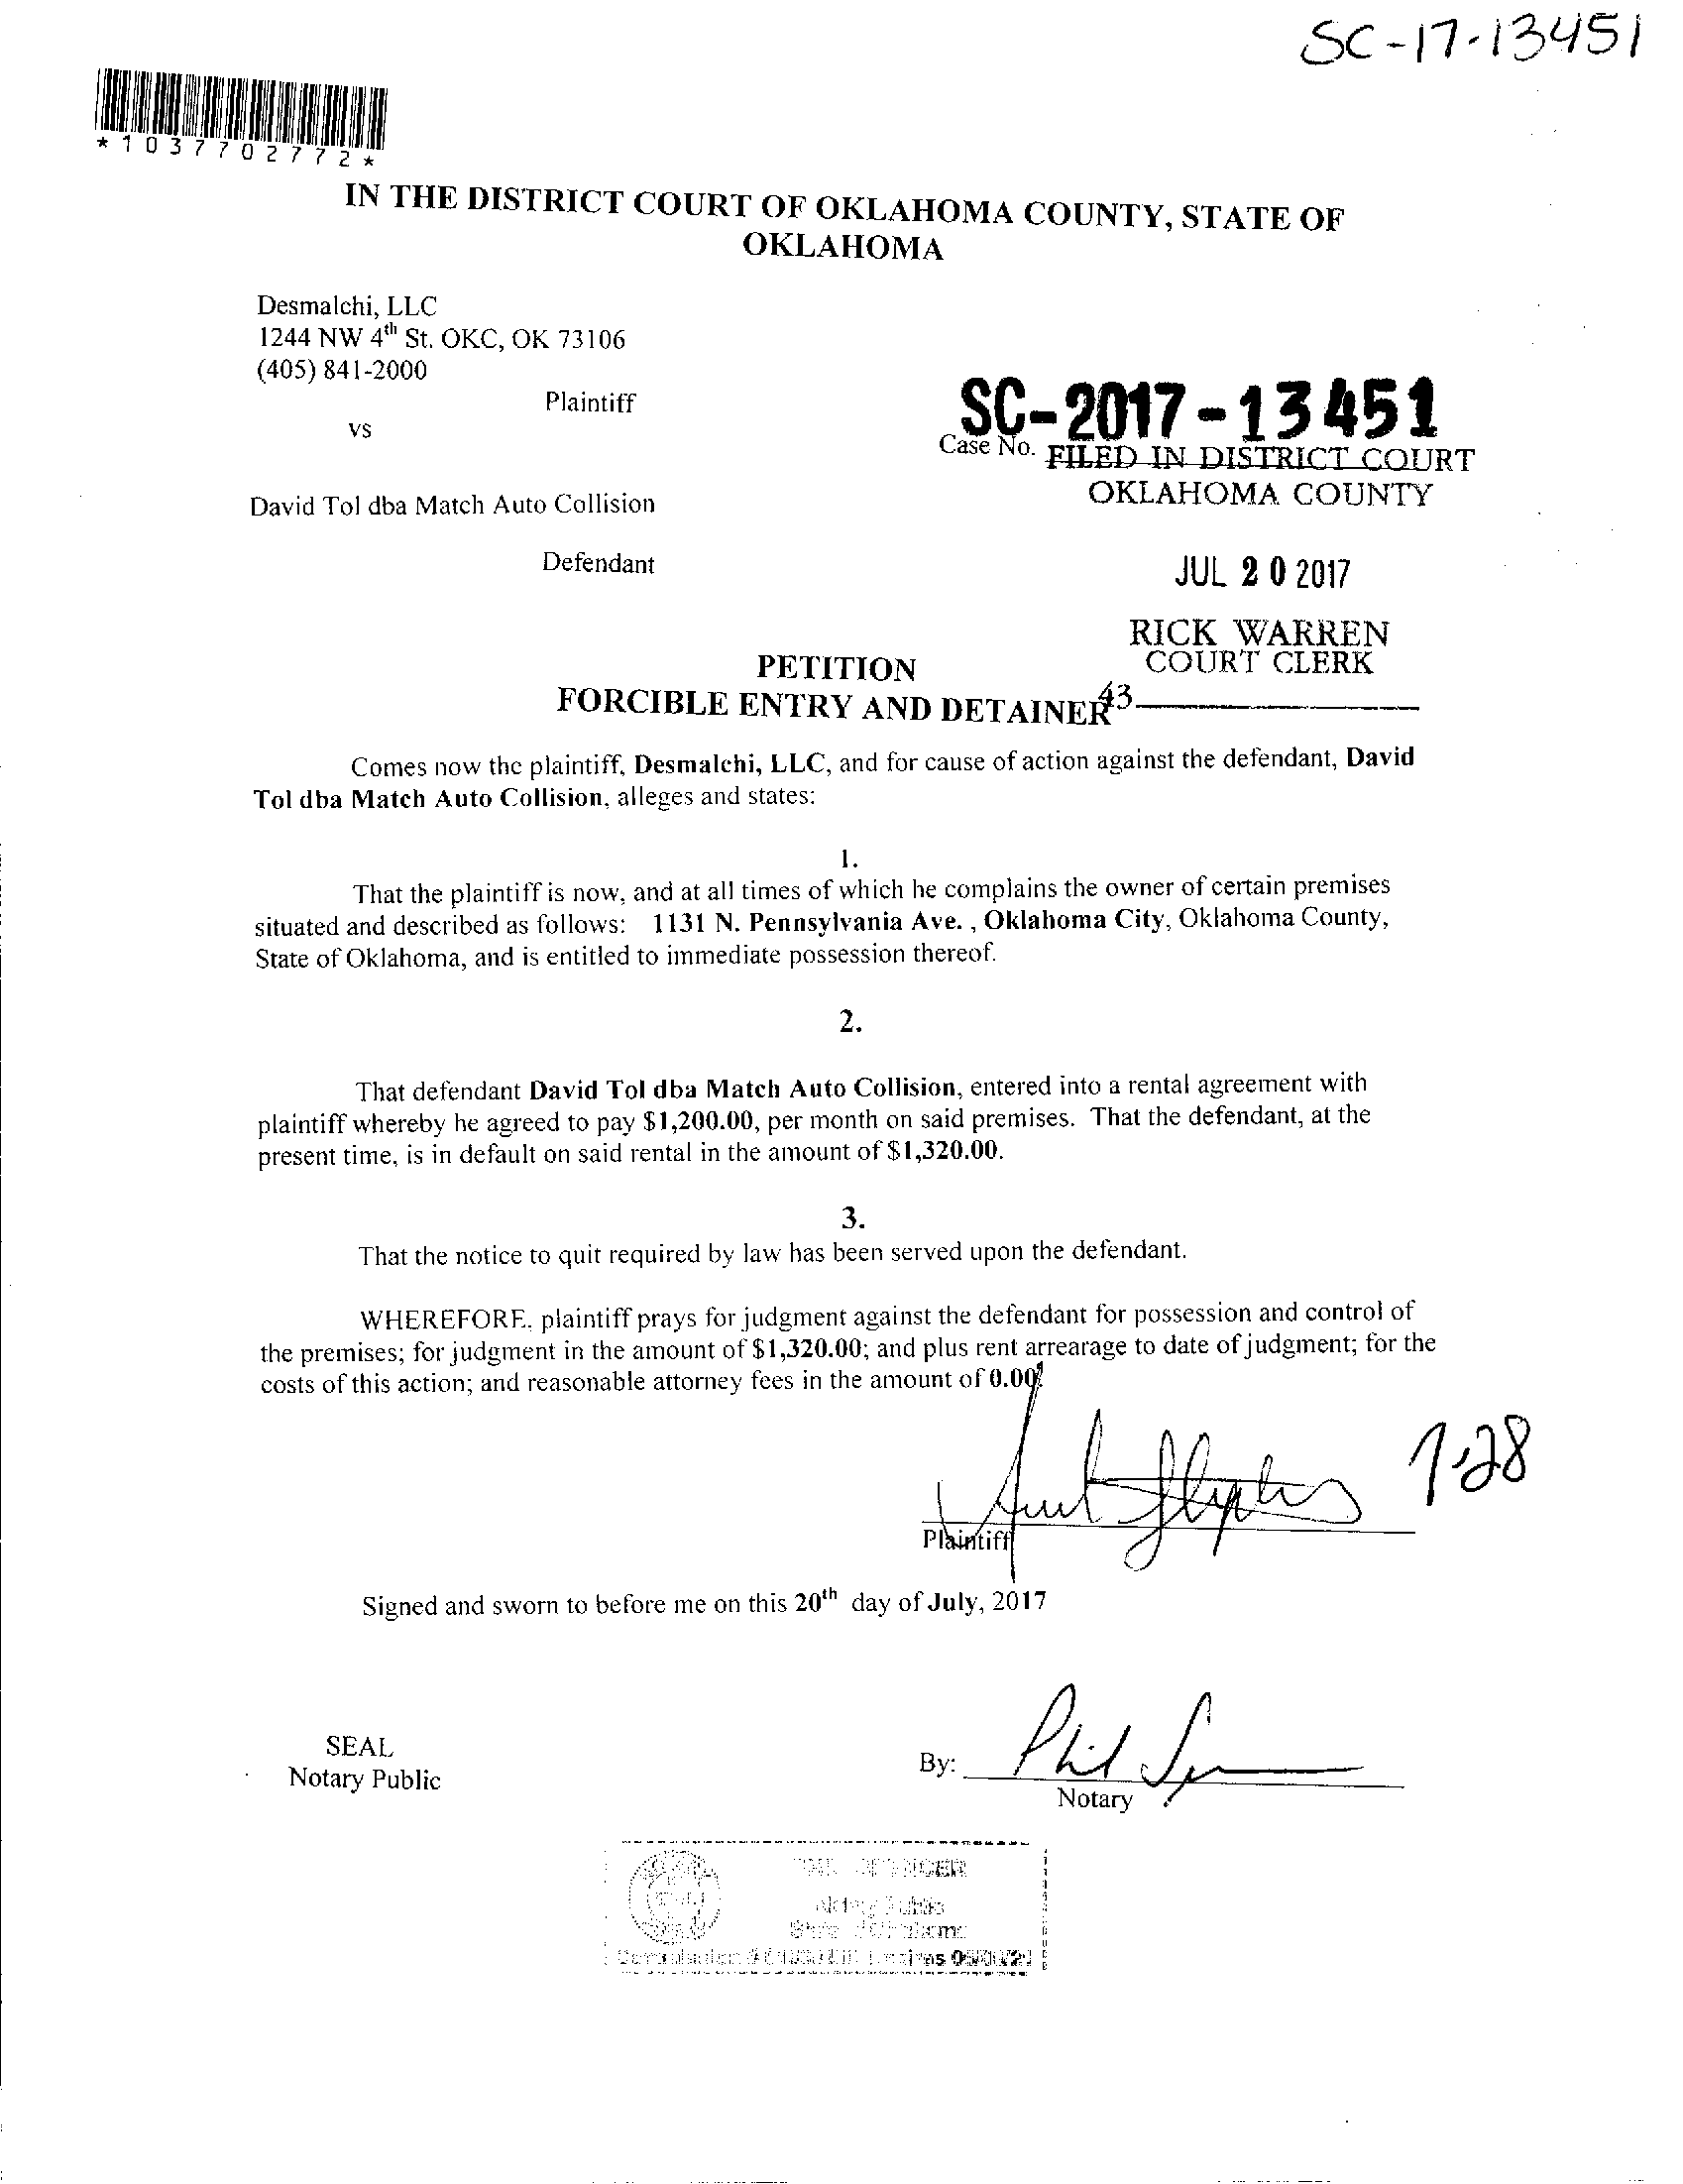 SC-17-13451
*1037702772*
IN THE DISTRICT COURT OF OKLAHOMA COUNTY, STATE OF
OKLAHOMA
Desmalchi, LLC
1244 NW 4th St. OKC, OK 73106
(405) 841-2000
Plaintiff
vs
SC-2017-13451
Case No. FILED IN DISTRICT COURT
OKLAHOMA COUNTY
David Tol dba Match Auto Collision
Defendant
JUL 20 2017
RICK WARREN
COURT CLERK
43
PETITION
FORCIBLE ENTRY AND DETAINER
Comes now the plaintiff, Desmalchi, LLC, and for cause of action against the defendant, David
Tol dba Match Auto Collision, alleges and states:
1.
That the plaintiff is now, and at all times of which he complains the owner of certain premises
situated and described as follows: 1131 N. Pennsylvania Ave. , Oklahoma City, Oklahoma County,
State of Oklahoma, and is entitled to immediate possession thereof.
2.
That defendant David Tol dba Match Auto Collision, entered into a rental agreement with
plaintiff whereby he agreed to pay $1,200.00, per month on said premises. That the defendant, at the
present time, is in default on said rental in the amount of $1,320.00.
3.
That the notice to quit required by law has been served upon the defendant.
WHEREFORE, plaintiff prays for judgment against the defendant for possession and control of
the premises; for judgment in the amount of $1,320.00; and plus rent arrearage to date of judgment; for the
costs of this action; and reasonable attorney fees in the amount of 0.00.
7-28
Plaintiff
Signed and sworn to before me on this 20th day of July, 2017
SEAL
Notary Public
By: Phil
Notary
Notary Public